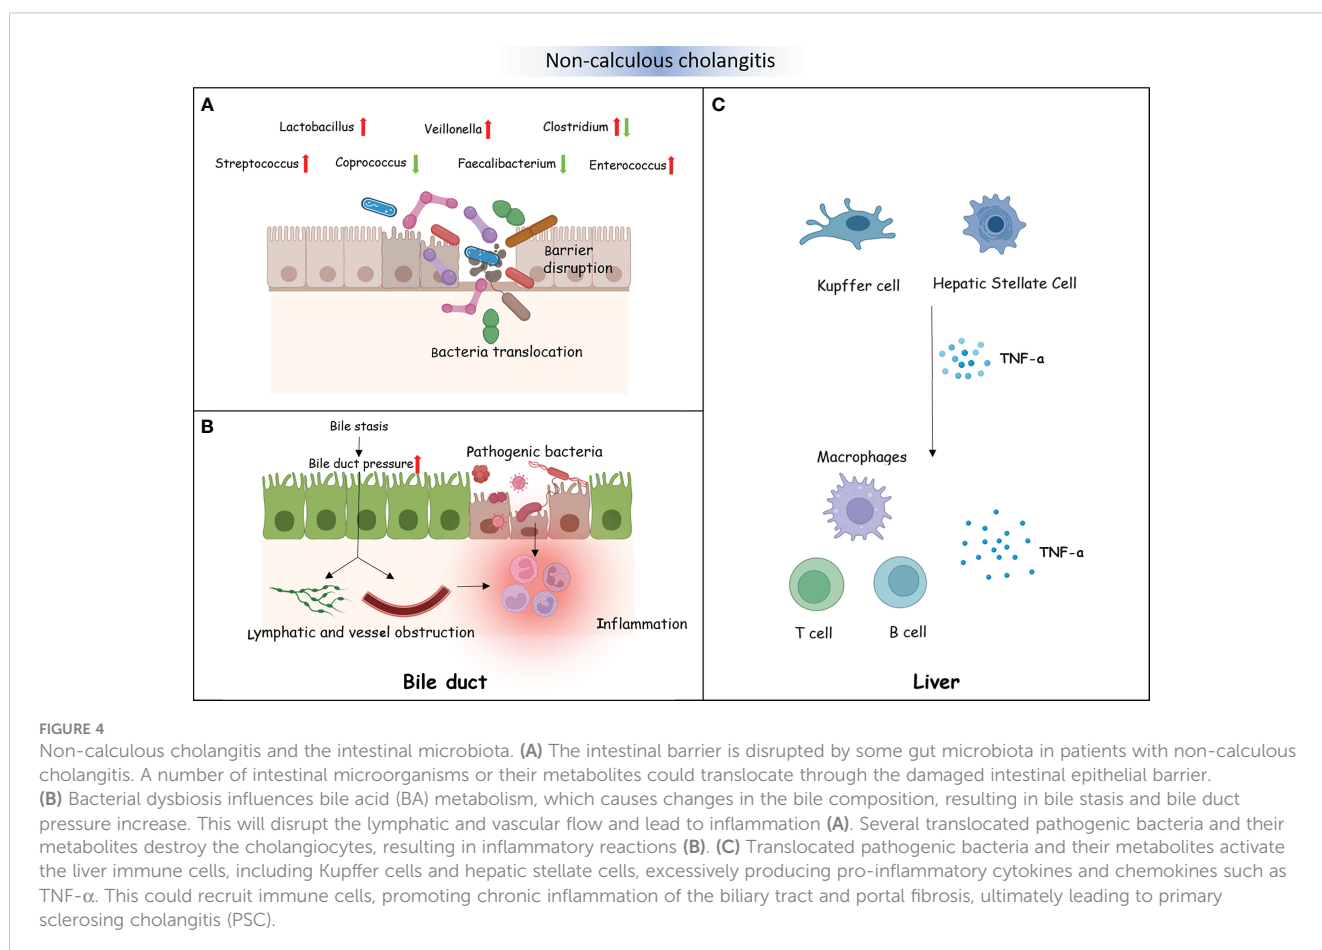 Non-calculous cholangitis
A
Lactobacillus
Veillonella
Clostridium
Streptococcus
Coprococcus
Faecalibacterium
Enterococcus
Barrier
disruption
Bacteria translocation
B
Bile stasis
Bile duct pressure
Pathogenic bacteria
Lymphatic and vessel obstruction
Inflammation
Bile duct
C
Kupffer cell
Hepatic Stellate Cell
TNF-α
Macrophages
TNF-α
T cell
B cell
Liver
FIGURE 4
Non-calculous cholangitis and the intestinal microbiota. (A) The intestinal barrier is disrupted by some gut microbiota in patients with non-calculous
cholangitis. A number of intestinal microorganisms or their metabolites could translocate through the damaged intestinal epithelial barrier.
(B) Bacterial dysbiosis influences bile acid (BA) metabolism, which causes changes in the bile composition, resulting in bile stasis and bile duct
pressure increase. This will disrupt the lymphatic and vascular flow and lead to inflammation (A). Several translocated pathogenic bacteria and their
metabolites destroy the cholangiocytes, resulting in inflammatory reactions (B). (C) Translocated pathogenic bacteria and their metabolites activate
the liver immune cells, including Kupffer cells and hepatic stellate cells, excessively producing pro-inflammatory cytokines and chemokines such as
TNF-α. This could recruit immune cells, promoting chronic inflammation of the biliary tract and portal fibrosis, ultimately leading to primary
sclerosing cholangitis (PSC).